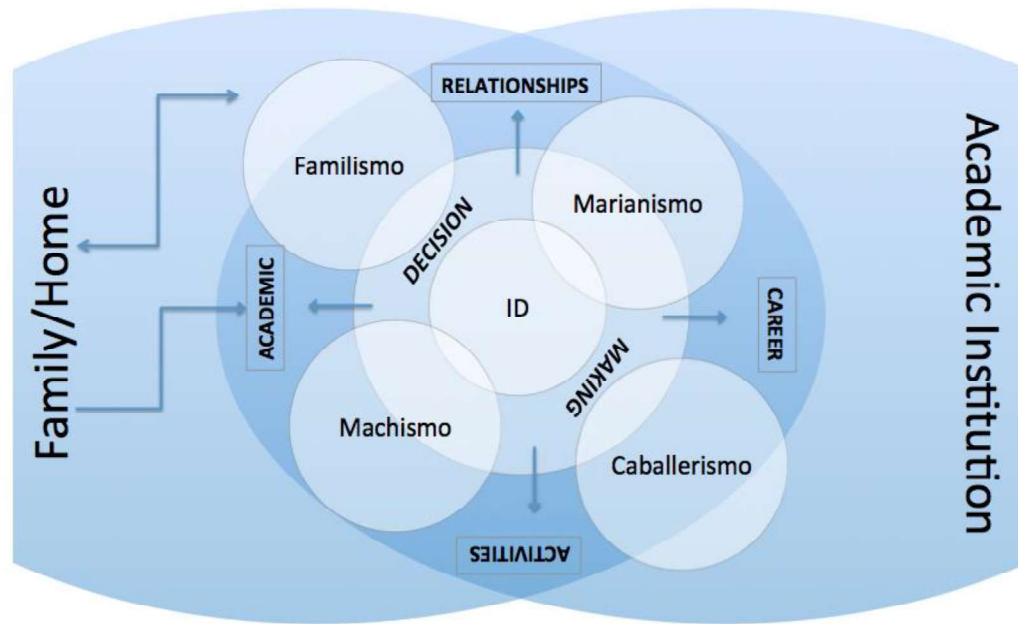 RELATIONSHIPS
Familismo
Marianismo
DECISION
Family/Home
ACADEMIC
ID
CAREER
Academic Institution
MAKING
Machismo
Caballerismo
ACTIVITIES